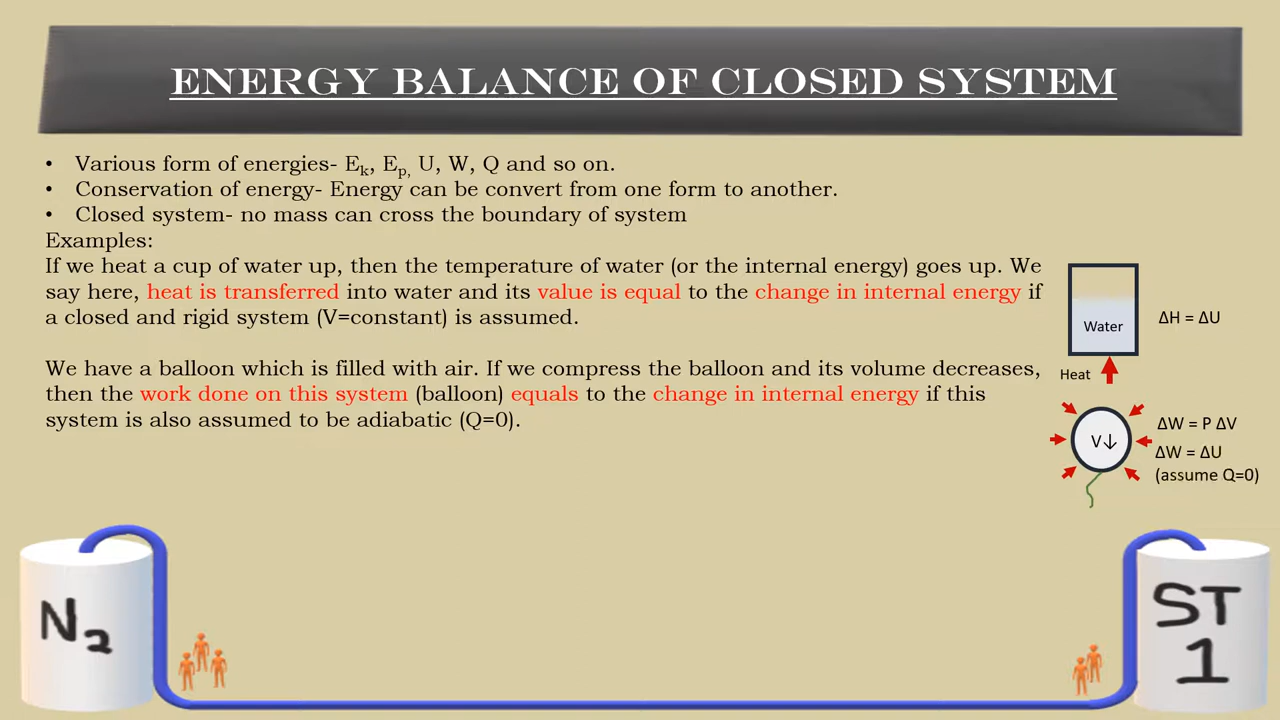 ENERGY BALANCE OF CLOSED SYSTEM
• Various form of energies- Eₖ, Eₚ, U, W, Q and so on.
• Conservation of energy- Energy can be convert from one form to another.
• Closed system- no mass can cross the boundary of system
Examples:
If we heat a cup of water up, then the temperature of water (or the internal energy) goes up. We
say here, heat is transferred into water and its value is equal to the change in internal energy if
a closed and rigid system (V=constant) is assumed.
We have a balloon which is filled with air. If we compress the balloon and its volume decreases,
then the work done on this system (balloon) equals to the change in internal energy if this
system is also assumed to be adiabatic (Q=0).
Water
ΔH = ΔU
Heat
V↓
ΔW = P ΔV
ΔW = ΔU
(assume Q=0)
N₂
ST
1